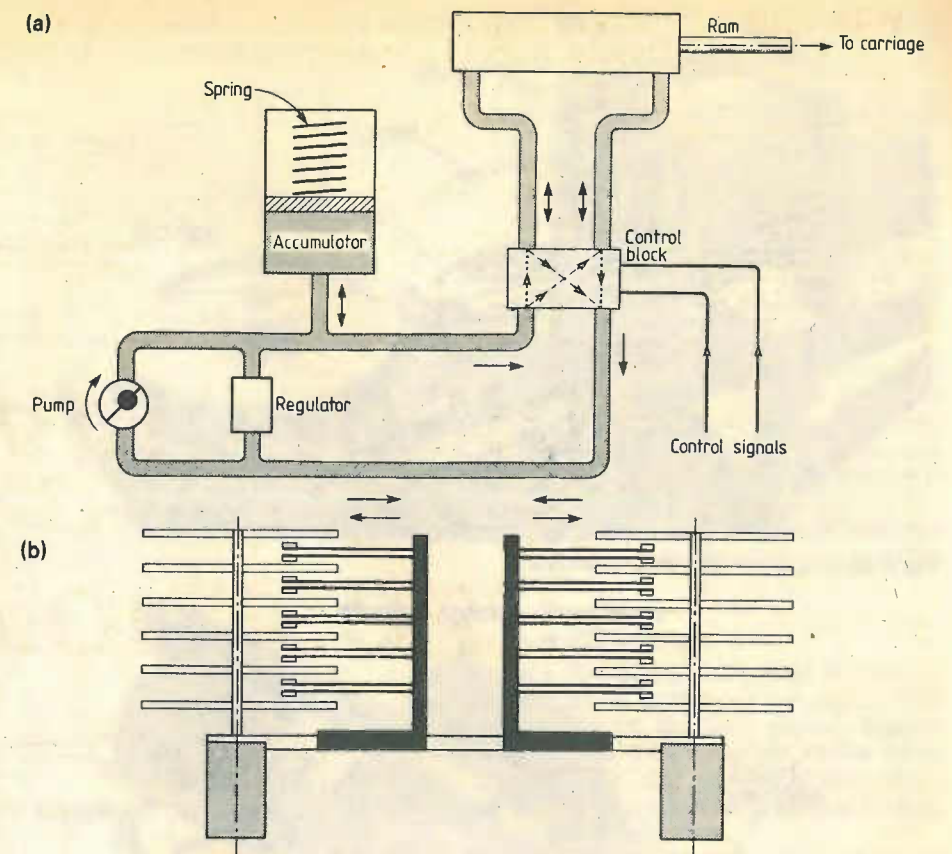 (a)
Ram
To carriage
Spring
Accumulator
Control
block
Pump
Regulator
Control signals
(b)